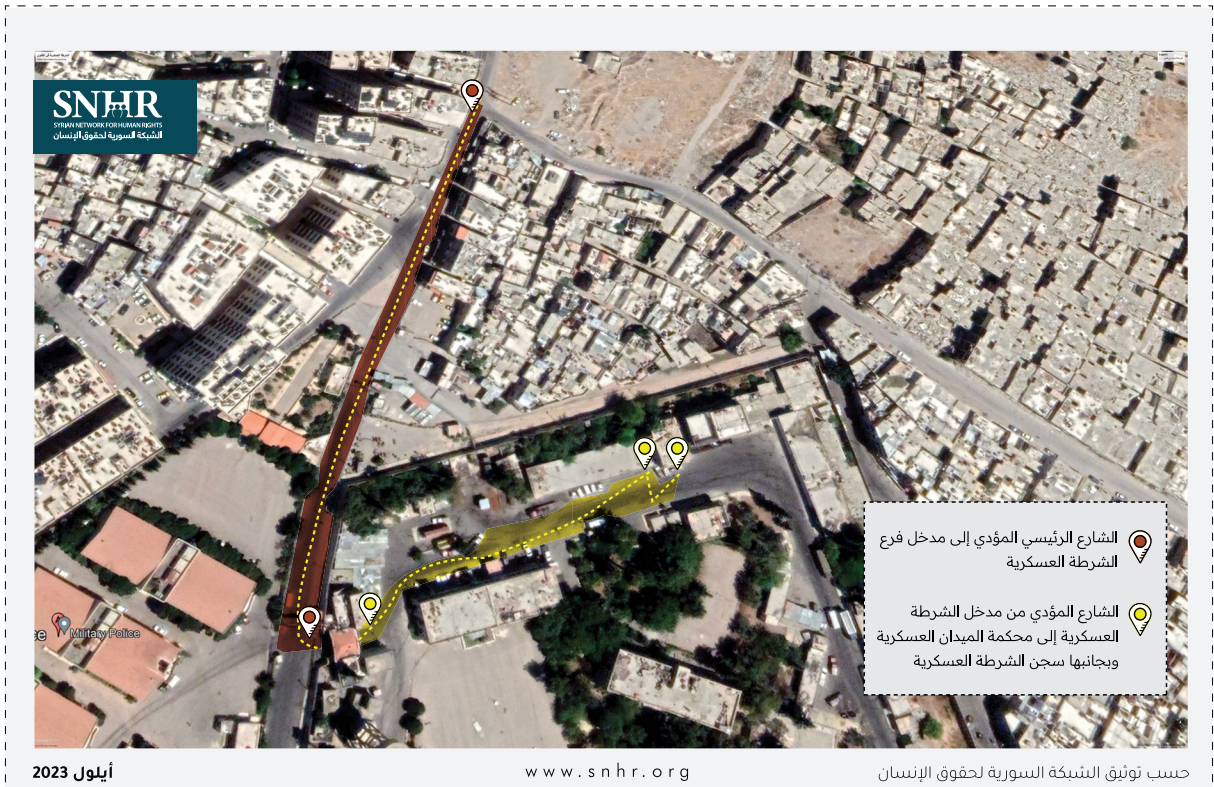 SNHR
SYRIAN NETWORK FOR HUMAN RIGHTS
الشبكة السورية لحقوق الإنسان
Military Police
الشارع الرئيسي المؤدي إلى مدخل فرع
الشرطة العسكرية
الشارع المؤدي من مدخل الشرطة
العسكرية إلى محكمة الميدان العسكرية
وبجانبها سجن الشرطة العسكرية
حسب توثيق الشبكة السورية لحقوق الإنسان
www.snhr.org
أيلول 2023